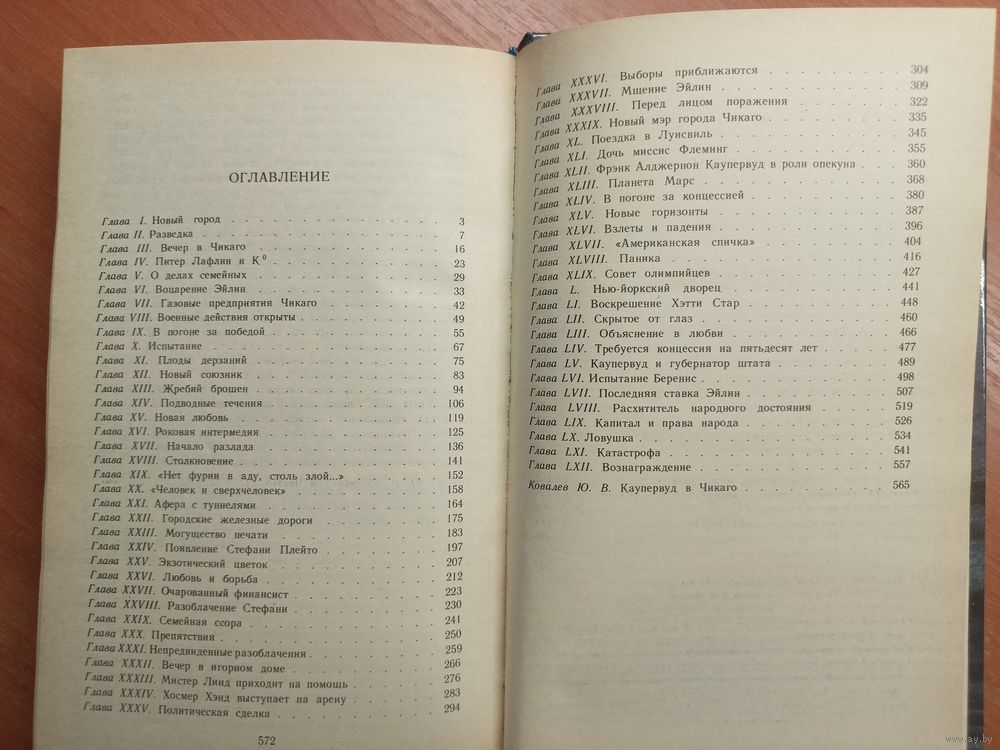 ОГЛАВЛЕНИЕ
Глава I. Новый город . . . 3
Глава II. Разведка . . . 7
Глава III. Вечер в Чикаго . . . 16
Глава IV. Питер Лафлин и К⁰ . . . 23
Глава V. О делах семейных . . . 29
Глава VI. Воцарение Эйлин . . . 33
Глава VII. Газовые предприятия Чикаго . . . 42
Глава VIII. Военные действия открыты . . . 49
Глава IX. В погоне за победой . . . 55
Глава X. Испытание . . . 67
Глава XI. Плоды дерзаний . . . 75
Глава XII. Новый союзник . . . 83
Глава XIII. Жребий брошен . . . 94
Глава XIV. Подводные течения . . . 106
Глава XV. Новая любовь . . . 119
Глава XVI. Роковая интермедия . . . 125
Глава XVII. Начало разлада . . . 136
Глава XVIII. Столкновение . . . 141
Глава XIX. «Нет фурии в аду, столь злой...» . . . 152
Глава XX. «Человек и сверхчеловек» . . . 158
Глава XXI. Афера с туннелями . . . 164
Глава XXII. Городские железные дороги . . . 175
Глава XXIII. Могущество печати . . . 183
Глава XXIV. Появление Стефани Плейто . . . 197
Глава XXV. Экзотический цветок . . . 207
Глава XXVI. Любовь и борьба . . . 212
Глава XXVII. Очарованный финансист . . . 223
Глава XXVIII. Разоблачение Стефани . . . 230
Глава XXIX. Семейная ссора . . . 241
Глава XXX. Препятствия . . . 250
Глава XXXI. Непредвиденные разоблачения . . . 259
Глава XXXII. Вечер в игорном доме . . . 266
Глава XXXIII. Мистер Линд приходит на помощь . . . 276
Глава XXXIV. Хосмер Хэнд выступает на арену . . . 283
Глава XXXV. Политическая сделка . . . 294
572
Глава XXXVI. Выборы приближаются . . . 304
Глава XXXVII. Мщение Эйлин . . . 309
Глава XXXVIII. Перед лицом поражения . . . 322
Глава XXXIX. Новый мэр города Чикаго . . . 335
Глава XL. Поездка в Луисвиль . . . 345
Глава XLI. Дочь миссис Флеминг . . . 355
Глава XLII. Фрэнк Алджернон Каупервуд в роли опекуна . . . 360
Глава XLIII. Планета Марс . . . 368
Глава XLIV. В погоне за концессией . . . 380
Глава XLV. Новые горизонты . . . 387
Глава XLVI. Взлеты и падения . . . 396
Глава XLVII. «Американская спичка» . . . 404
Глава XLVIII. Паника . . . 416
Глава XLIX. Совет олимпийцев . . . 427
Глава L. Нью-йоркский дворец . . . 441
Глава LI. Воскрешение Хэтти Стар . . . 448
Глава LII. Скрытое от глаз . . . 460
Глава LIII. Объяснение в любви . . . 466
Глава LIV. Требуется концессия на пятьдесят лет . . . 477
Глава LV. Каупервуд и губернатор штата . . . 489
Глава LVI. Испытание Беренис . . . 498
Глава LVII. Последняя ставка Эйлин . . . 507
Глава LVIII. Расхититель народного достояния . . . 519
Глава LIX. Капитал и права народа . . . 526
Глава LX. Ловушка . . . 534
Глава LXI. Катастрофа . . . 541
Глава LXII. Вознаграждение . . . 557
Ковалев Ю. В. Каупервуд в Чикаго . . . 565
www.ay.by